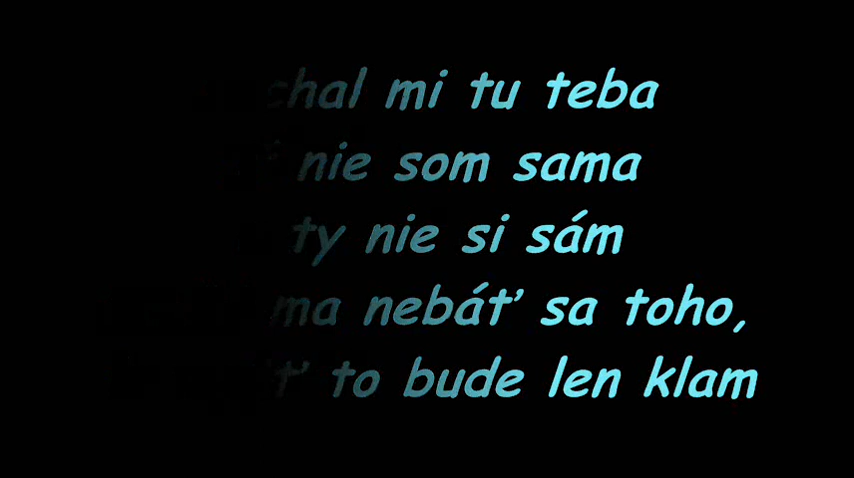 chal mi tu teba
nie som sama
ty nie si sám
ma nebáť sa toho,
to bude len klam